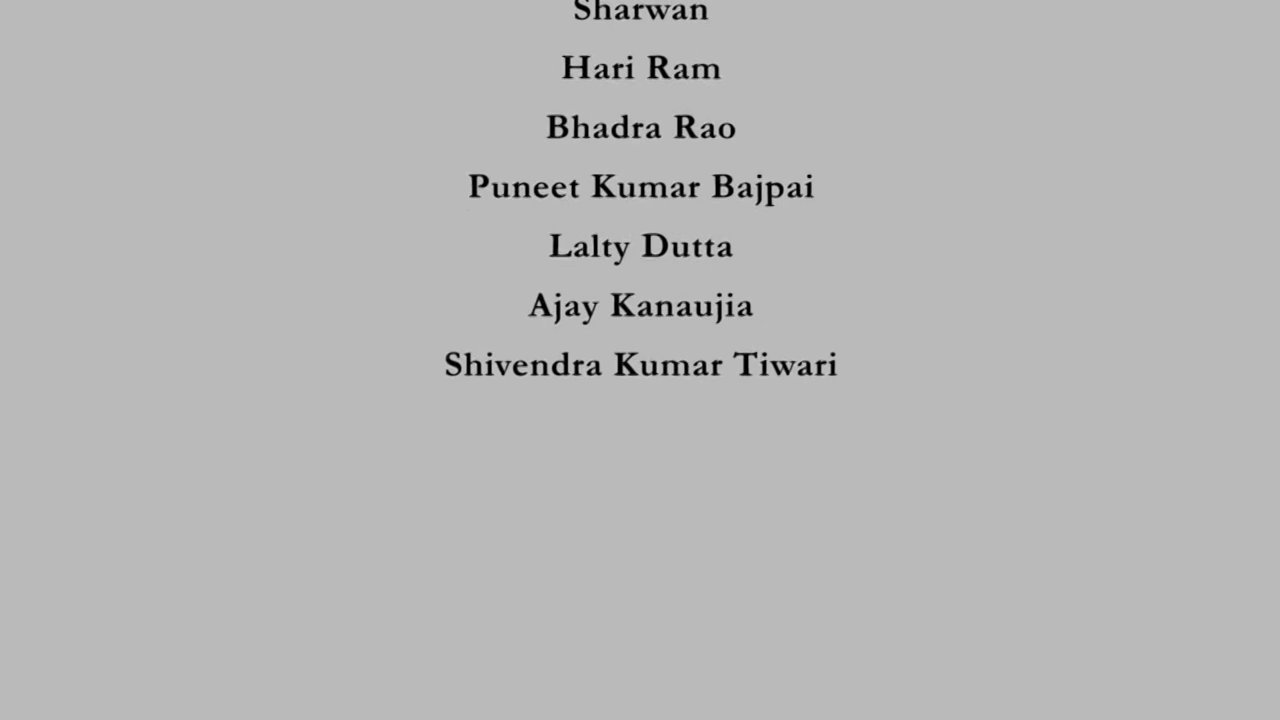 Sharwan
Hari Ram
Bhadra Rao
Puneet Kumar Bajpai
Lalty Dutta
Ajay Kanaujia
Shivendra Kumar Tiwari